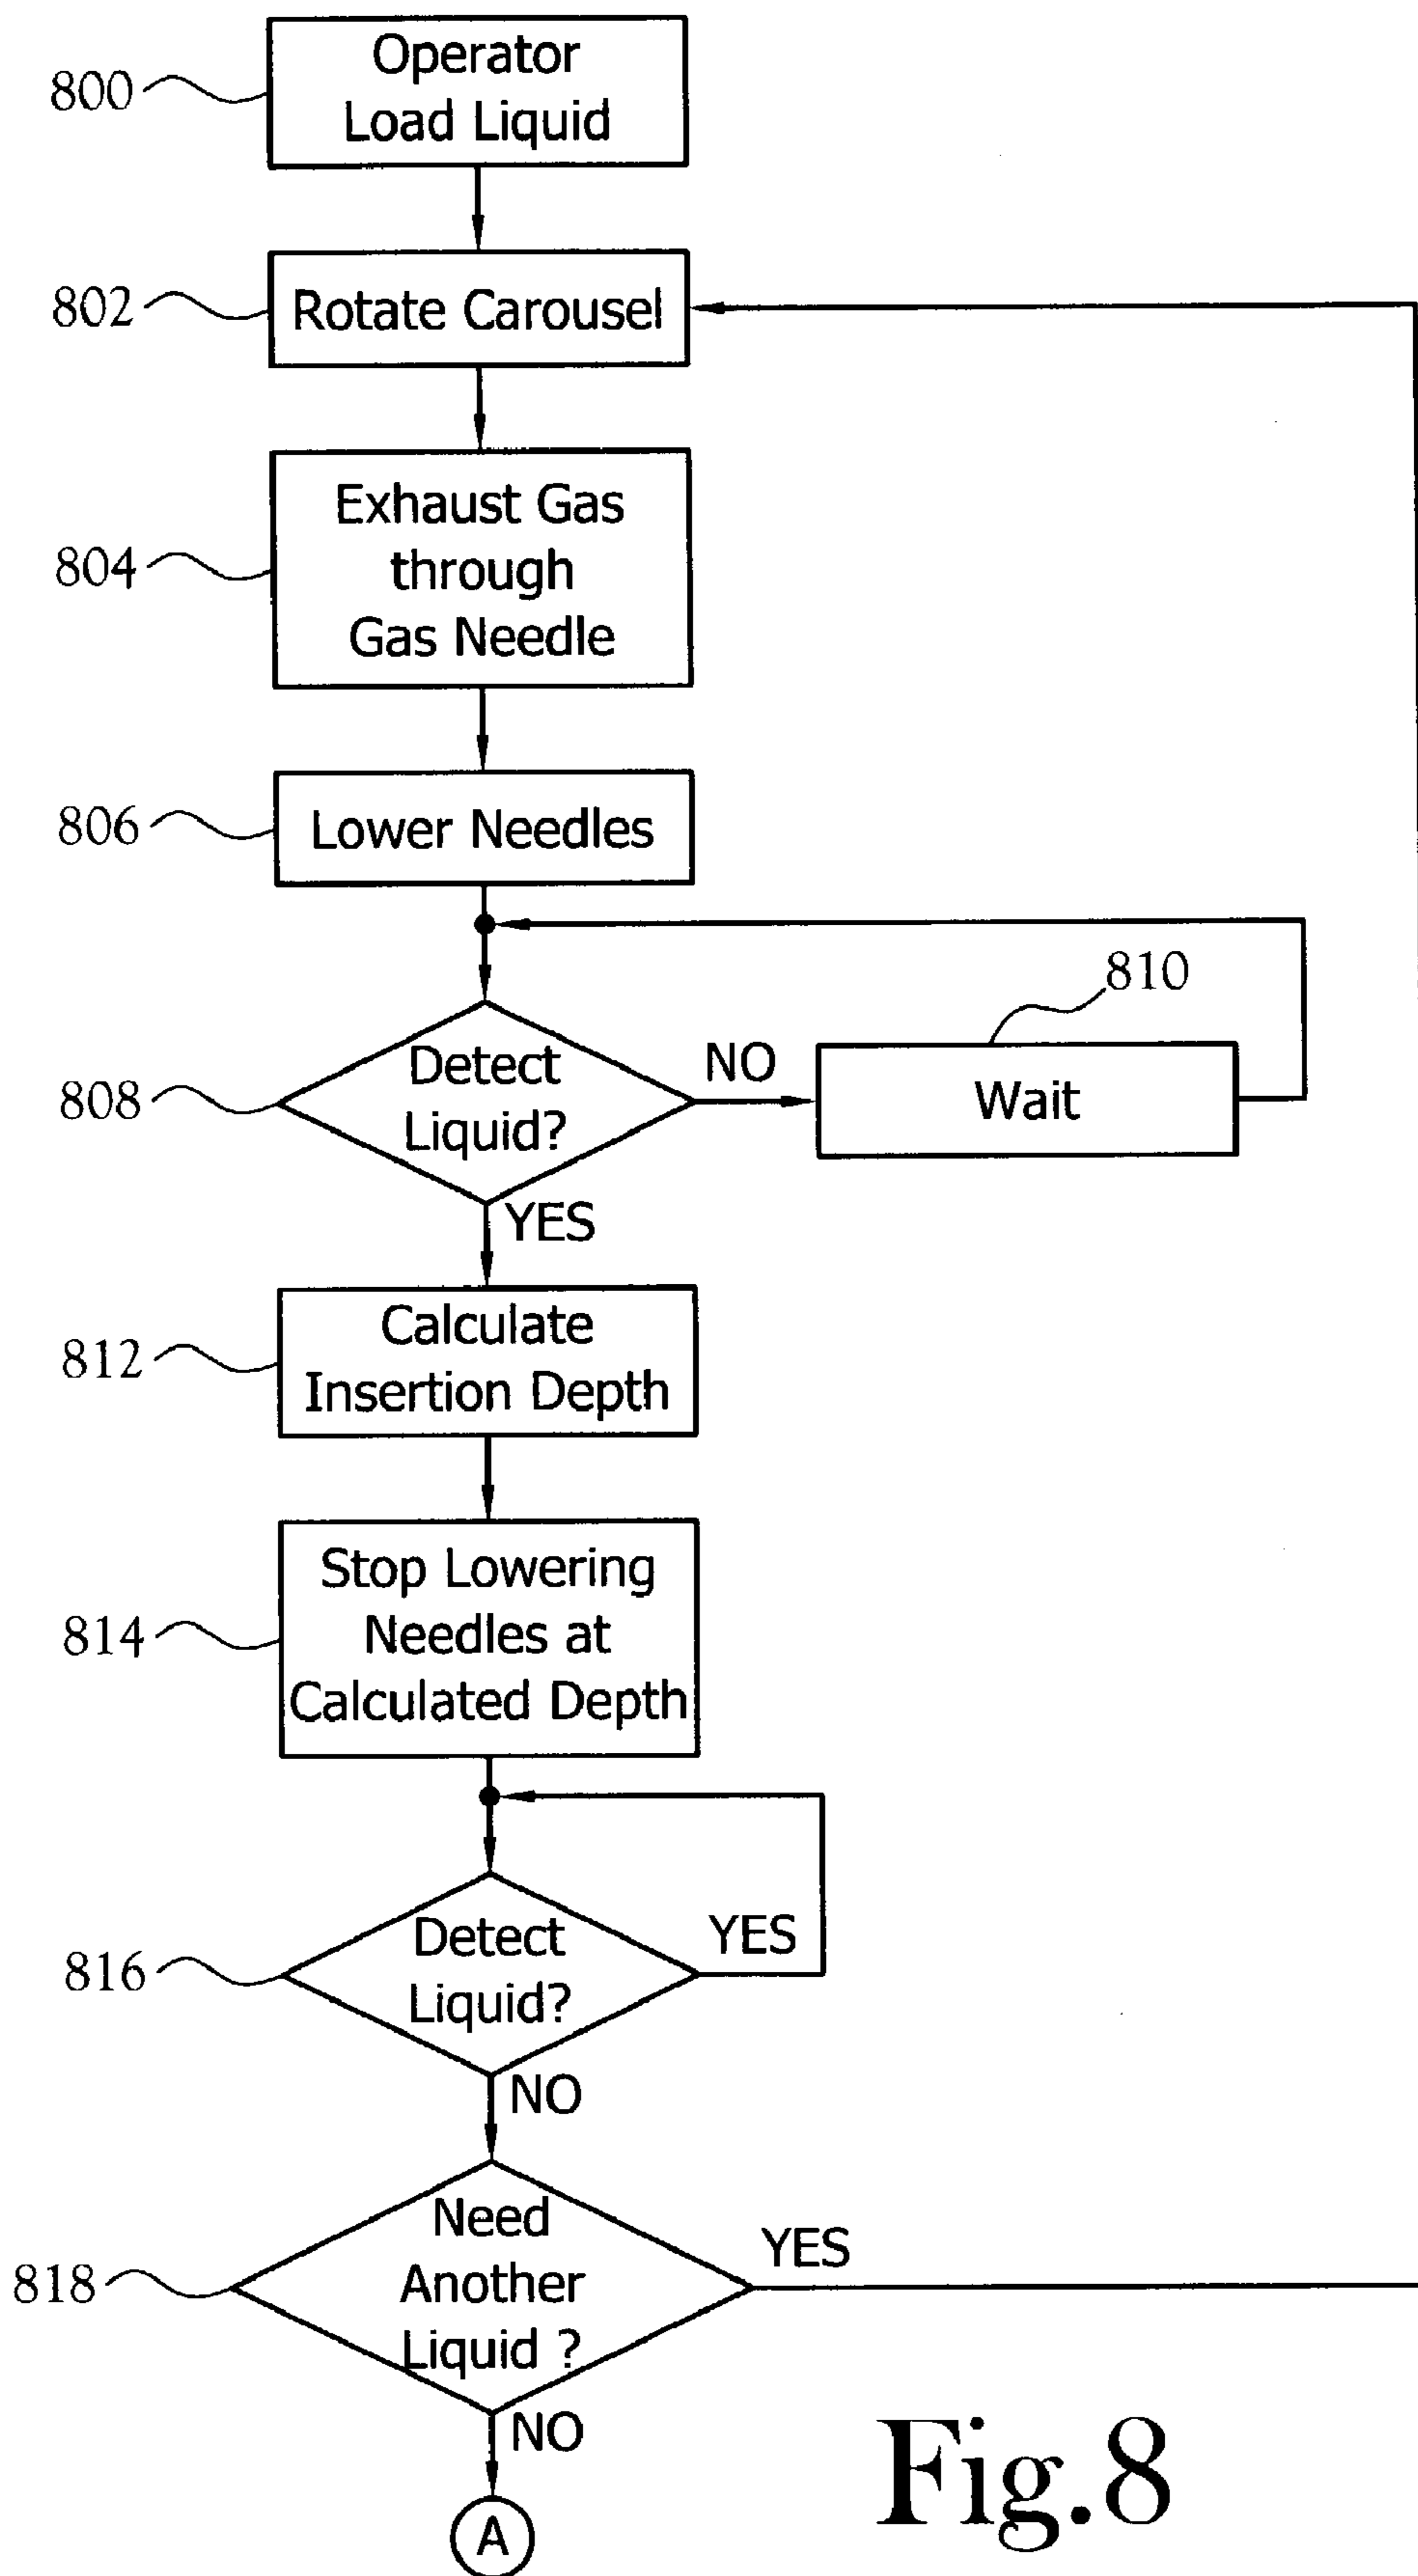 800
Operator
Load Liquid
802
Rotate Carousel
804
Exhaust Gas
through
Gas Needle
806
Lower Needles
808
Detect
Liquid?
NO
810
Wait
YES
812
Calculate
Insertion Depth
814
Stop Lowering
Needles at
Calculated Depth
816
Detect
Liquid?
YES
NO
818
Need
Another
Liquid ?
YES
NO
A
Fig.8